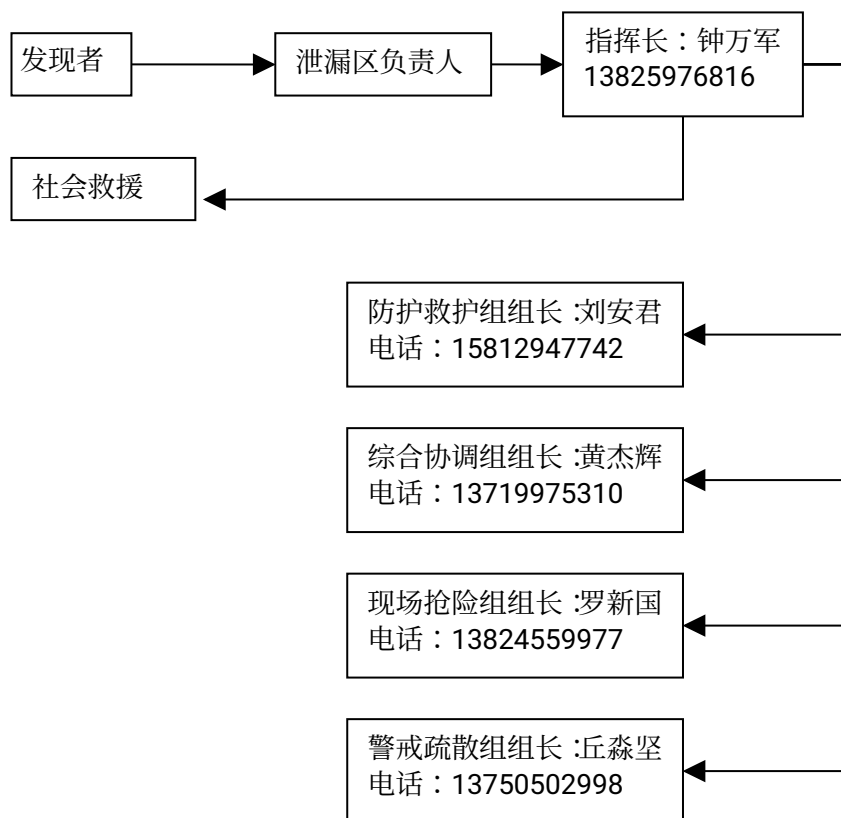 发现者
泄漏区负责人
指挥长：钟万军
13825976816
社会救援
防护救护组组长：刘安君
电话：15812947742
综合协调组组长：黄杰辉
电话：13719975310
现场抢险组组长：罗新国
电话：13824559977
警戒疏散组组长：丘淼坚
电话：13750502998